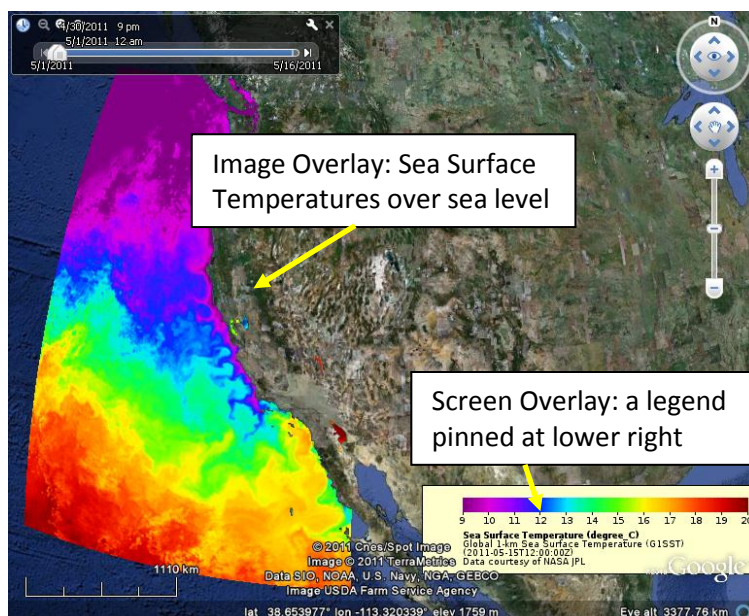 4/30/2011 9 pm
5/1/2011 12 am
5/1/2011
5/16/2011
N
Image Overlay: Sea Surface
Temperatures over sea level
Screen Overlay: a legend
pinned at lower right
9 10 11 12 13 14 15 16 17 18 19 20
Sea Surface Temperature (degree_C)
Global 1-km Sea Surface Temperature (G1SST)
(2011-05-15T12:00:00Z)
Data courtesy of NASA JPL
© 2011 Cnes/Spot Image
Image © 2011 TerraMetrics
Data SIO, NOAA, U.S. Navy, NGA, GEBCO
Image USDA Farm Service Agency
Google
1110 km
lat 38.653977° lon -113.320339° elev 1759 m
Eye alt 3377.76 km